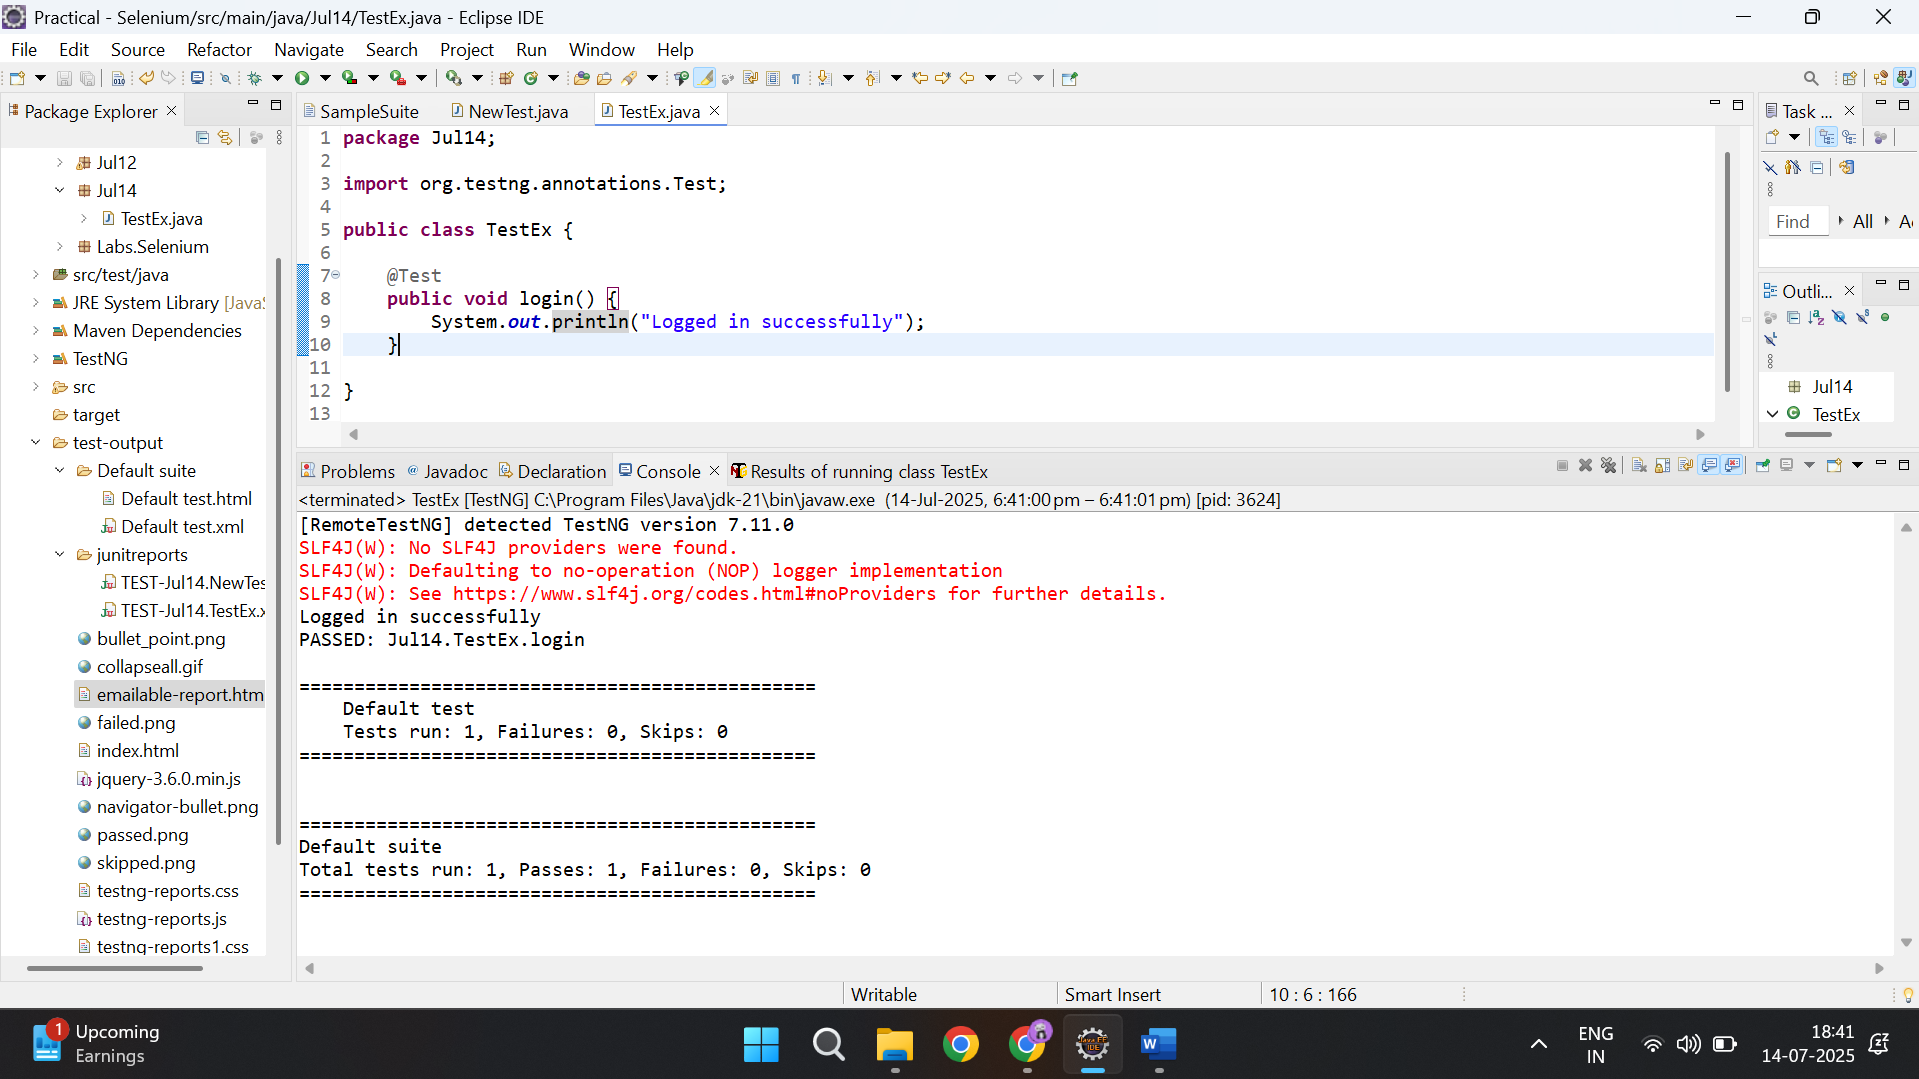 Practical - Selenium/src/main/java/Jul14/TestEx.java - Eclipse IDE
File Edit Source Refactor Navigate Search Project Run Window Help
Package Explorer
Jul12
Jul14
TestEx.java
Labs.Selenium
src/test/java
JRE System Library [JavaS
Maven Dependencies
TestNG
src
target
test-output
Default suite
Default test.html
Default test.xml
junitreports
TEST-Jul14.NewTes
TEST-Jul14.TestEx.x
bullet_point.png
collapseall.gif
emailable-report.htm
failed.png
index.html
jquery-3.6.0.min.js
navigator-bullet.png
passed.png
skipped.png
testng-reports.css
testng-reports.js
testng-reports1.css
SampleSuite NewTest.java TestEx.java
1 package Jul14;
2
3 import org.testng.annotations.Test;
4
5 public class TestEx {
6
7 @Test
8 public void login() {
9 System.out.println("Logged in successfully");
10 }
11
12 }
13
Task ...
Find All Ac
Outli...
Jul14
TestEx
Problems Javadoc Declaration Console Results of running class TestEx
<terminated> TestEx [TestNG] C:\Program Files\Java\jdk-21\bin\javaw.exe (14-Jul-2025, 6:41:00 pm – 6:41:01 pm) [pid: 3624]
[RemoteTestNG] detected TestNG version 7.11.0
SLF4J(W): No SLF4J providers were found.
SLF4J(W): Defaulting to no-operation (NOP) logger implementation
SLF4J(W): See https://www.slf4j.org/codes.html#noProviders for further details.
Logged in successfully
PASSED: Jul14.TestEx.login
===============================================
Default test
Tests run: 1, Failures: 0, Skips: 0
===============================================
===============================================
Default suite
Total tests run: 1, Passes: 1, Failures: 0, Skips: 0
===============================================
Writable Smart Insert 10 : 6 : 166
1
Upcoming
Earnings
ENG
IN
18:41
14-07-2025